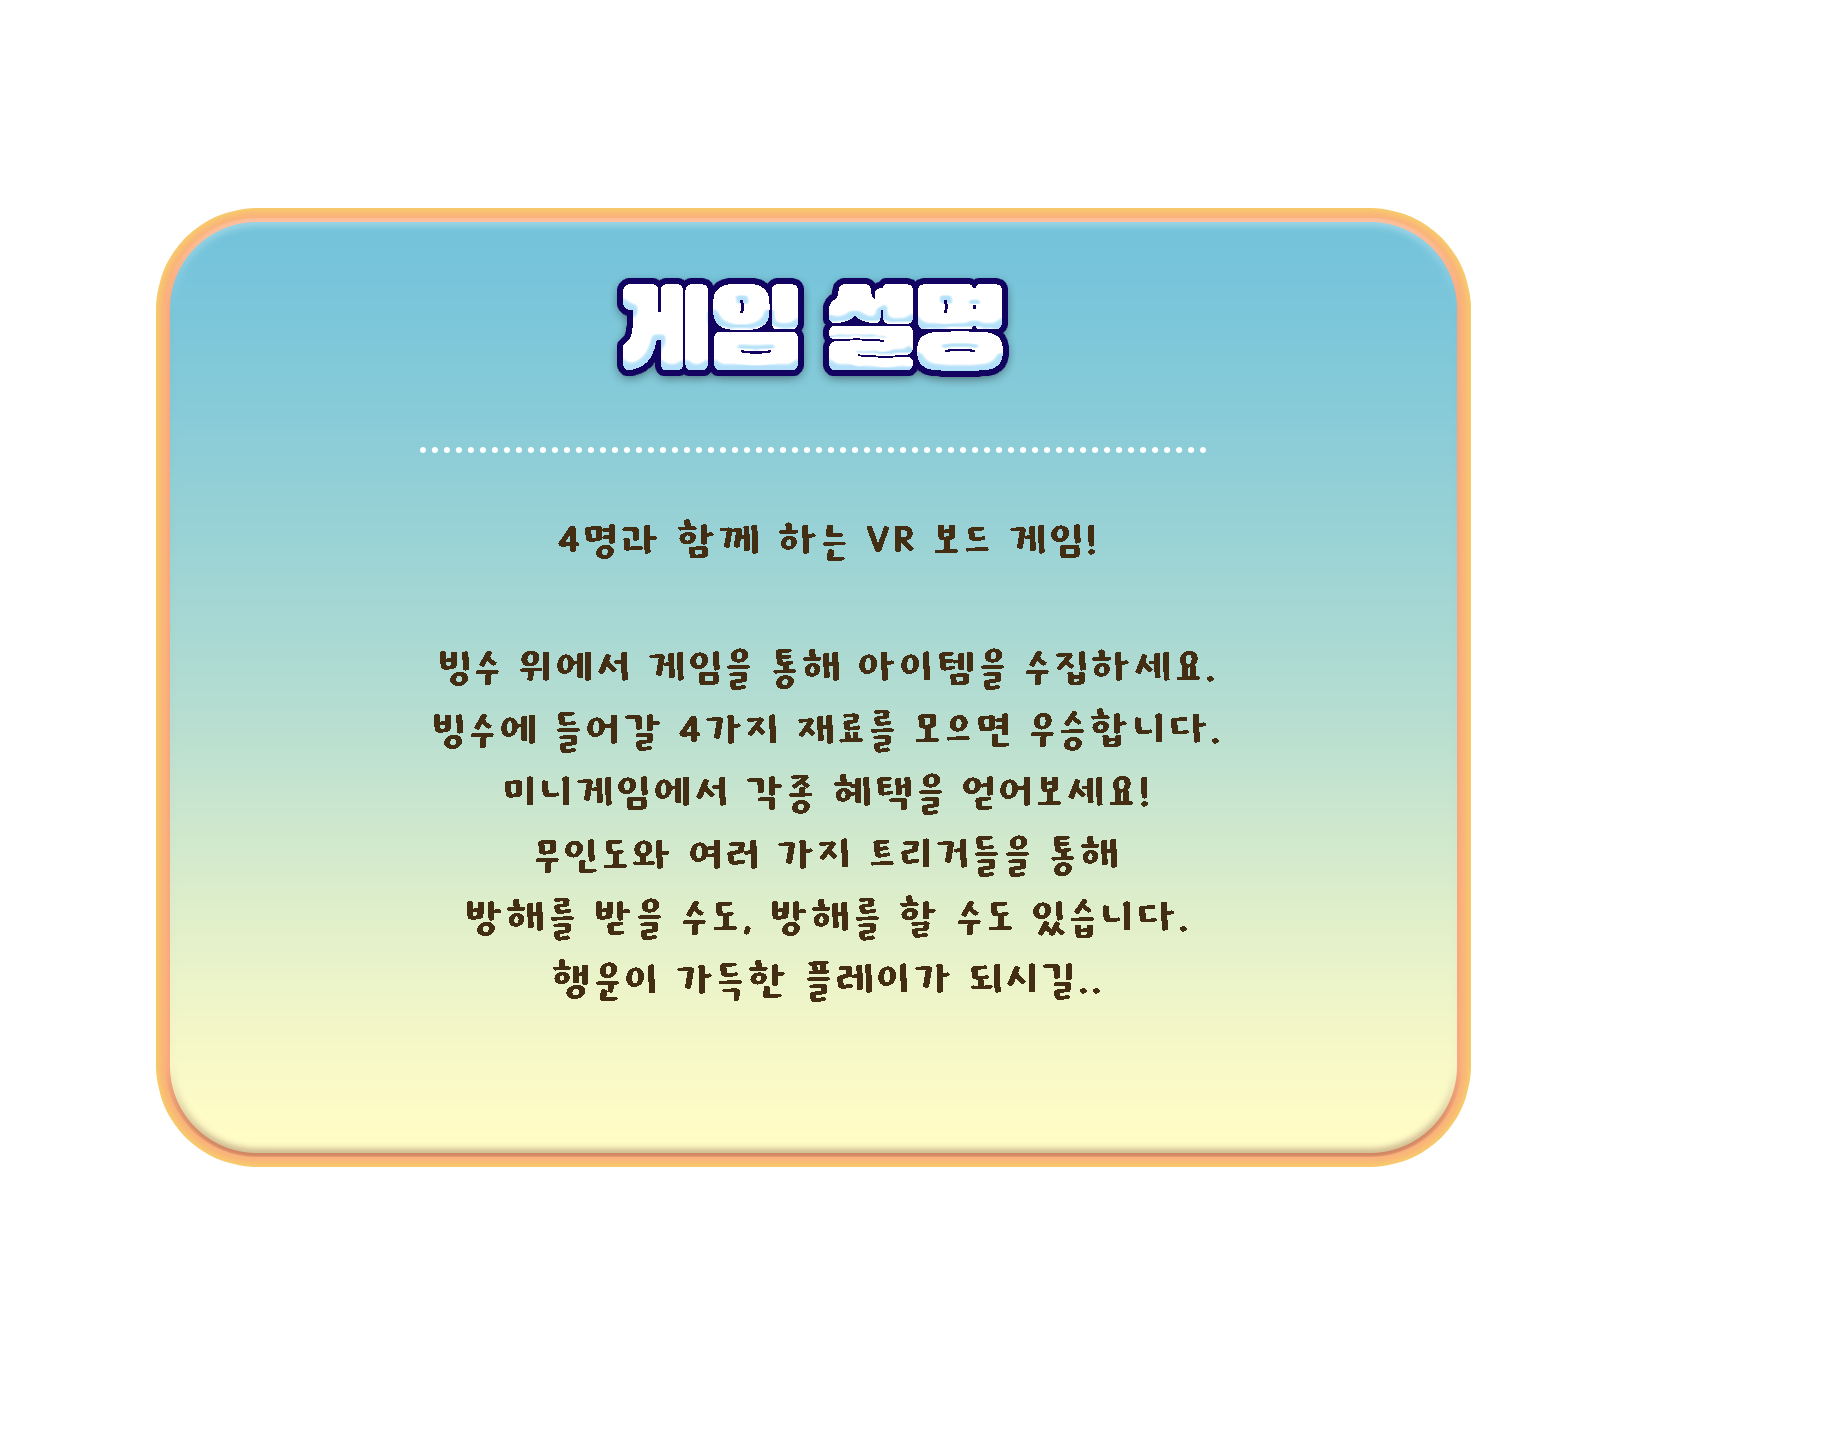 게임 설명
4명과 함께 하는 VR 보드 게임!
빙수 위에서 게임을 통해 아이템을 수집하세요.
빙수에 들어갈 4가지 재료를 모으면 우승합니다.
미니게임에서 각종 혜택을 얻어보세요!
무인도와 여러 가지 트리거들을 통해
방해를 받을 수도, 방해를 할 수도 있습니다.
행운이 가득한 플레이가 되시길..